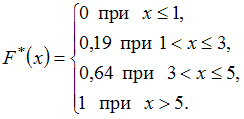 F*(x) = { 0 при x ≤ 1,
0,19 при 1 < x ≤ 3,
0,64 при 3 < x ≤ 5,
1 при x > 5.